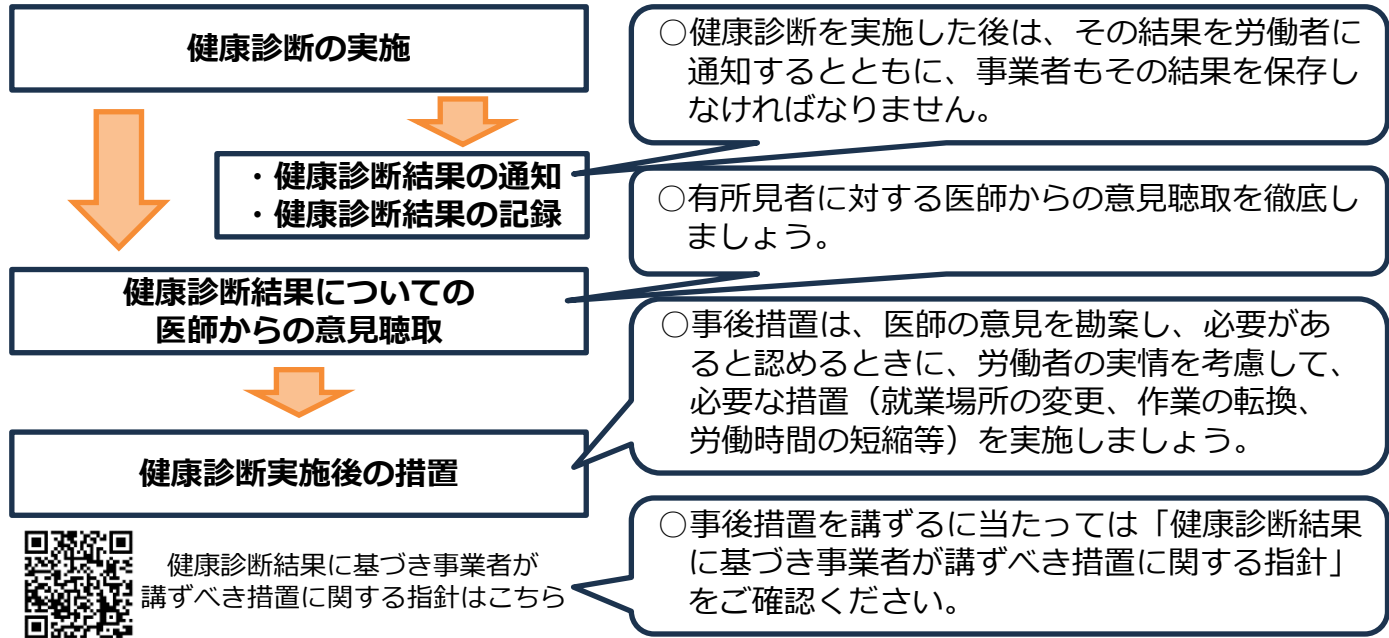 健康診断の実施
○健康診断を実施した後は、その結果を労働者に
通知するとともに、事業者もその結果を保存し
なければなりません。
・健康診断結果の通知
・健康診断結果の記録
○有所見者に対する医師からの意見聴取を徹底し
ましょう。
健康診断結果についての
医師からの意見聴取
○事後措置は、医師の意見を勘案し、必要があ
ると認めるときに、労働者の実情を考慮して、
必要な措置（就業場所の変更、作業の転換、
労働時間の短縮等）を実施しましょう。
健康診断実施後の措置
健康診断結果に基づき事業者が
講ずべき措置に関する指針はこちら
○事後措置を講ずるに当たっては「健康診断結果
に基づき事業者が講ずべき措置に関する指針」
をご確認ください。